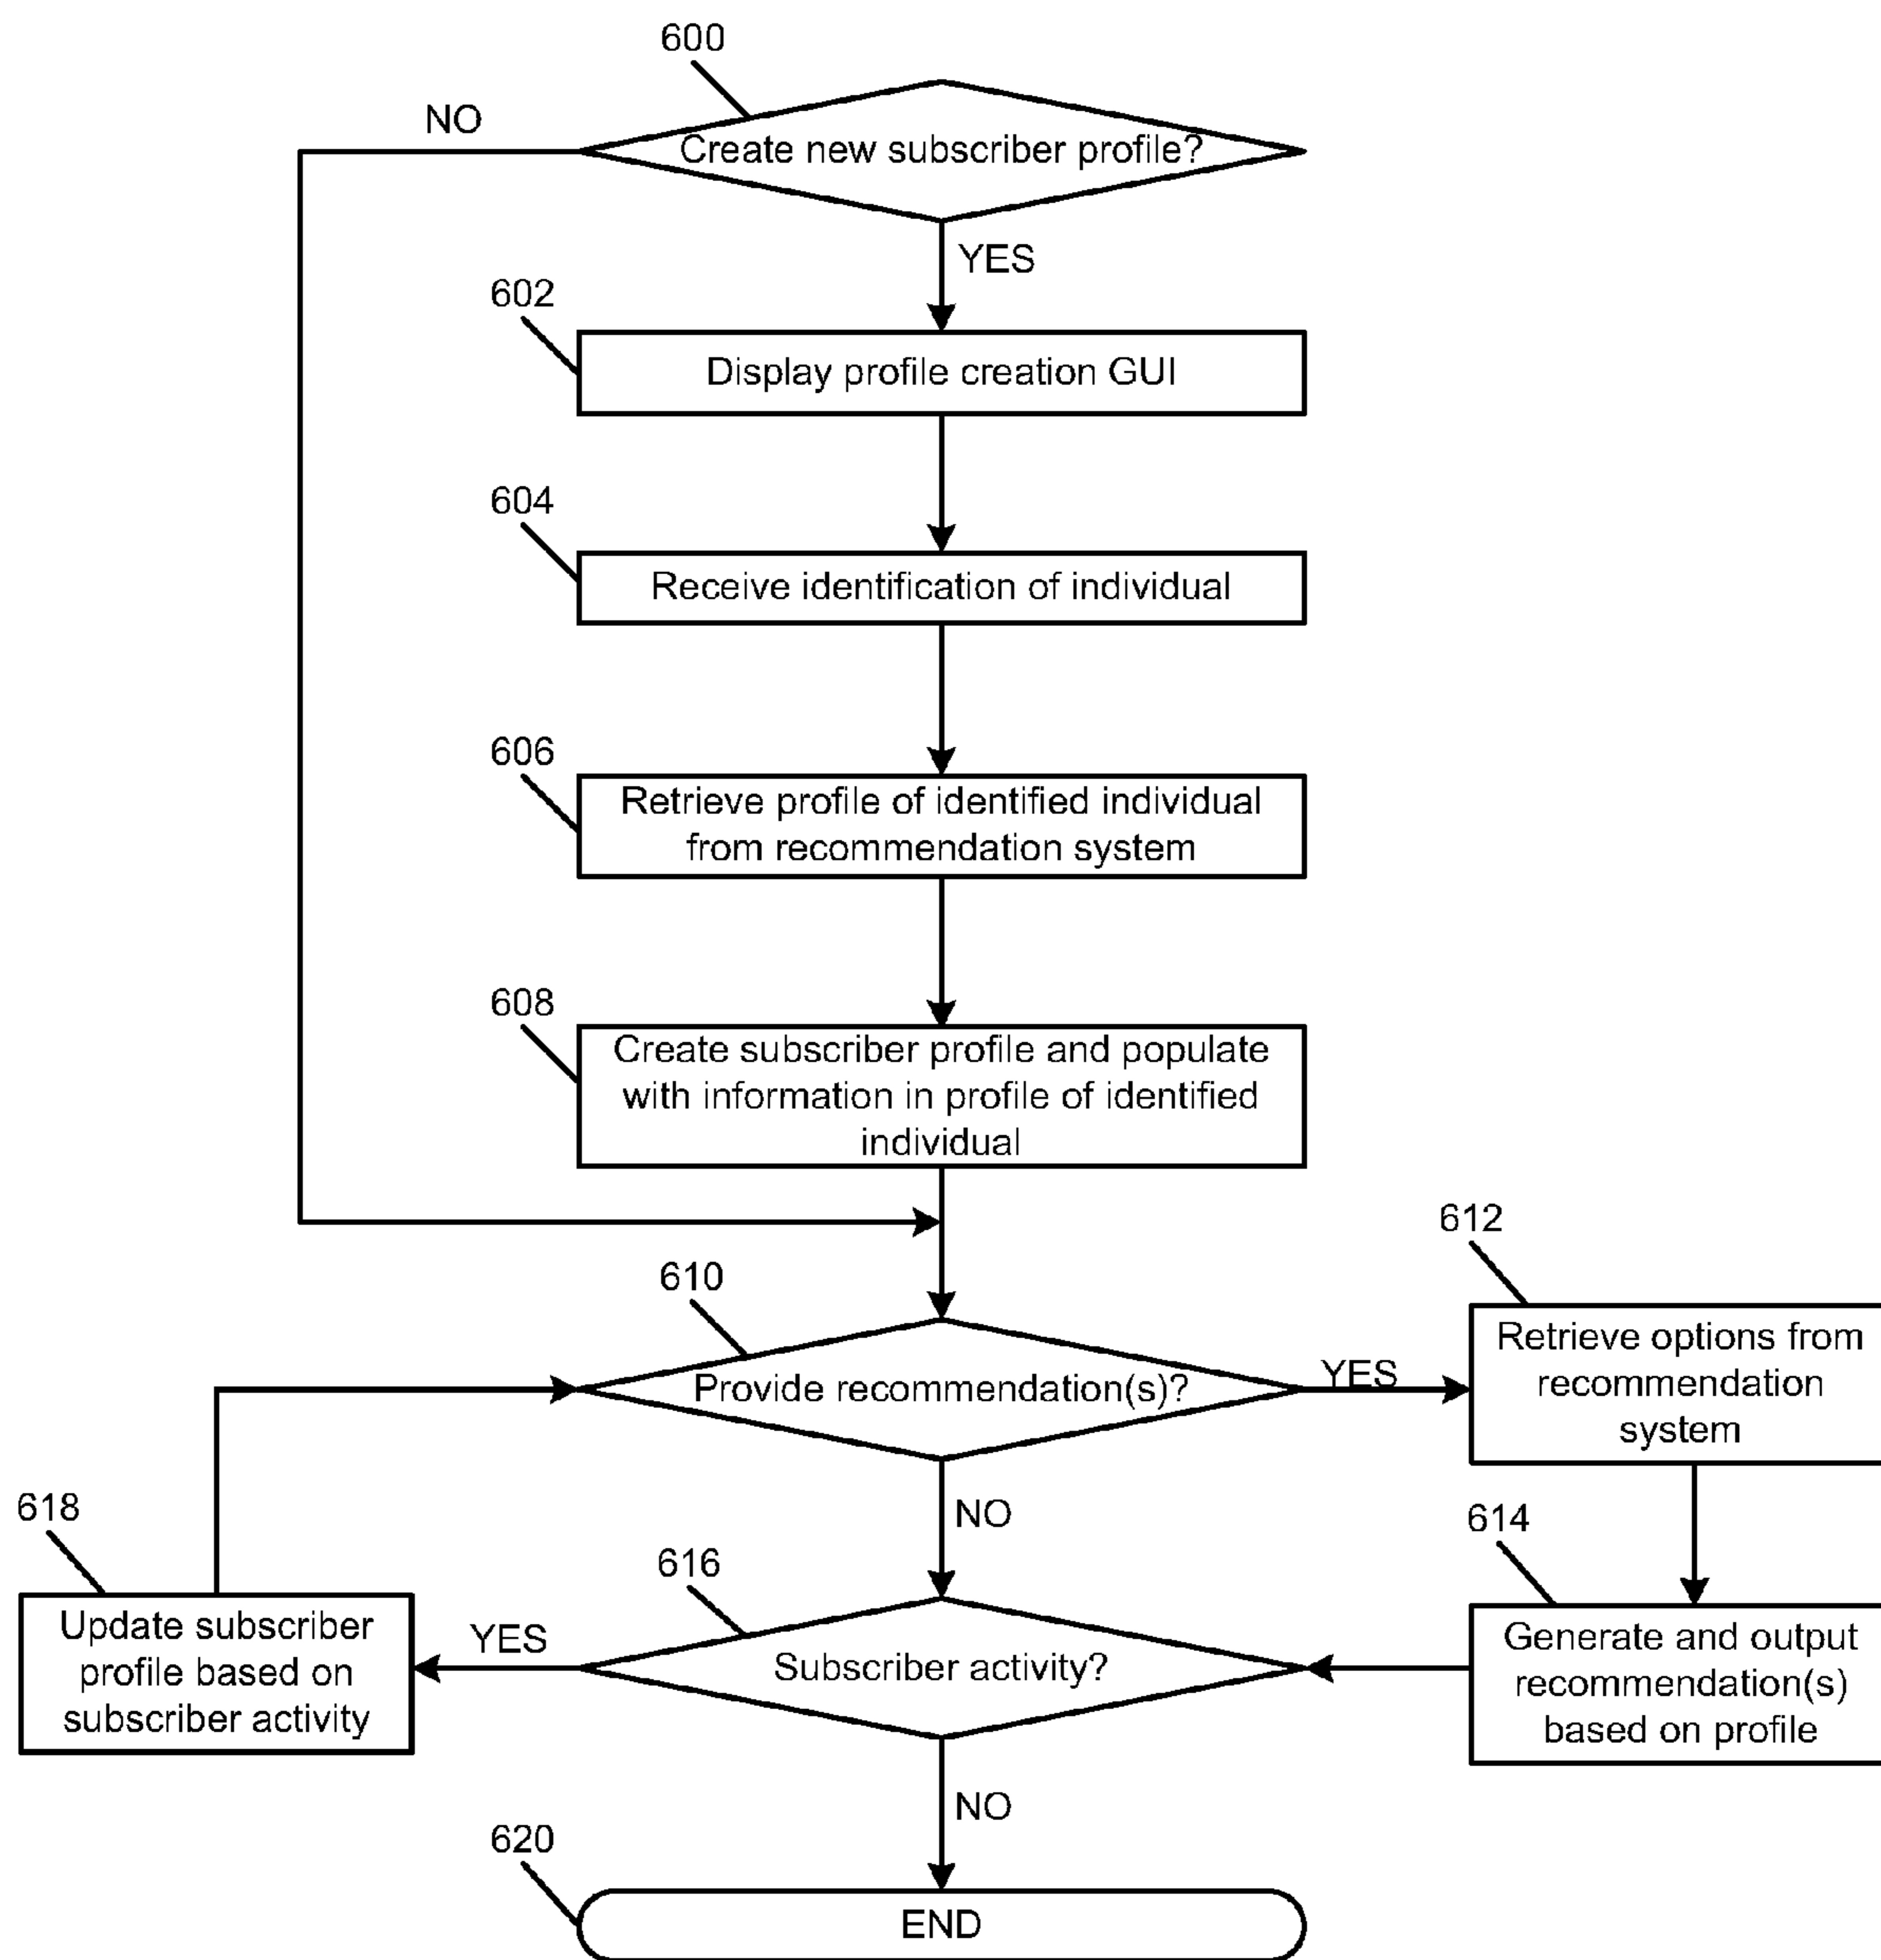 600
NO
Create new subscriber profile?
YES
602
Display profile creation GUI
604
Receive identification of individual
606
Retrieve profile of identified individual
from recommendation system
608
Create subscriber profile and populate
with information in profile of identified
individual
610
Provide recommendation(s)?
YES
612
Retrieve options from
recommendation
system
NO
614
Generate and output
recommendation(s)
based on profile
616
Subscriber activity?
YES
618
Update subscriber
profile based on
subscriber activity
NO
620
END